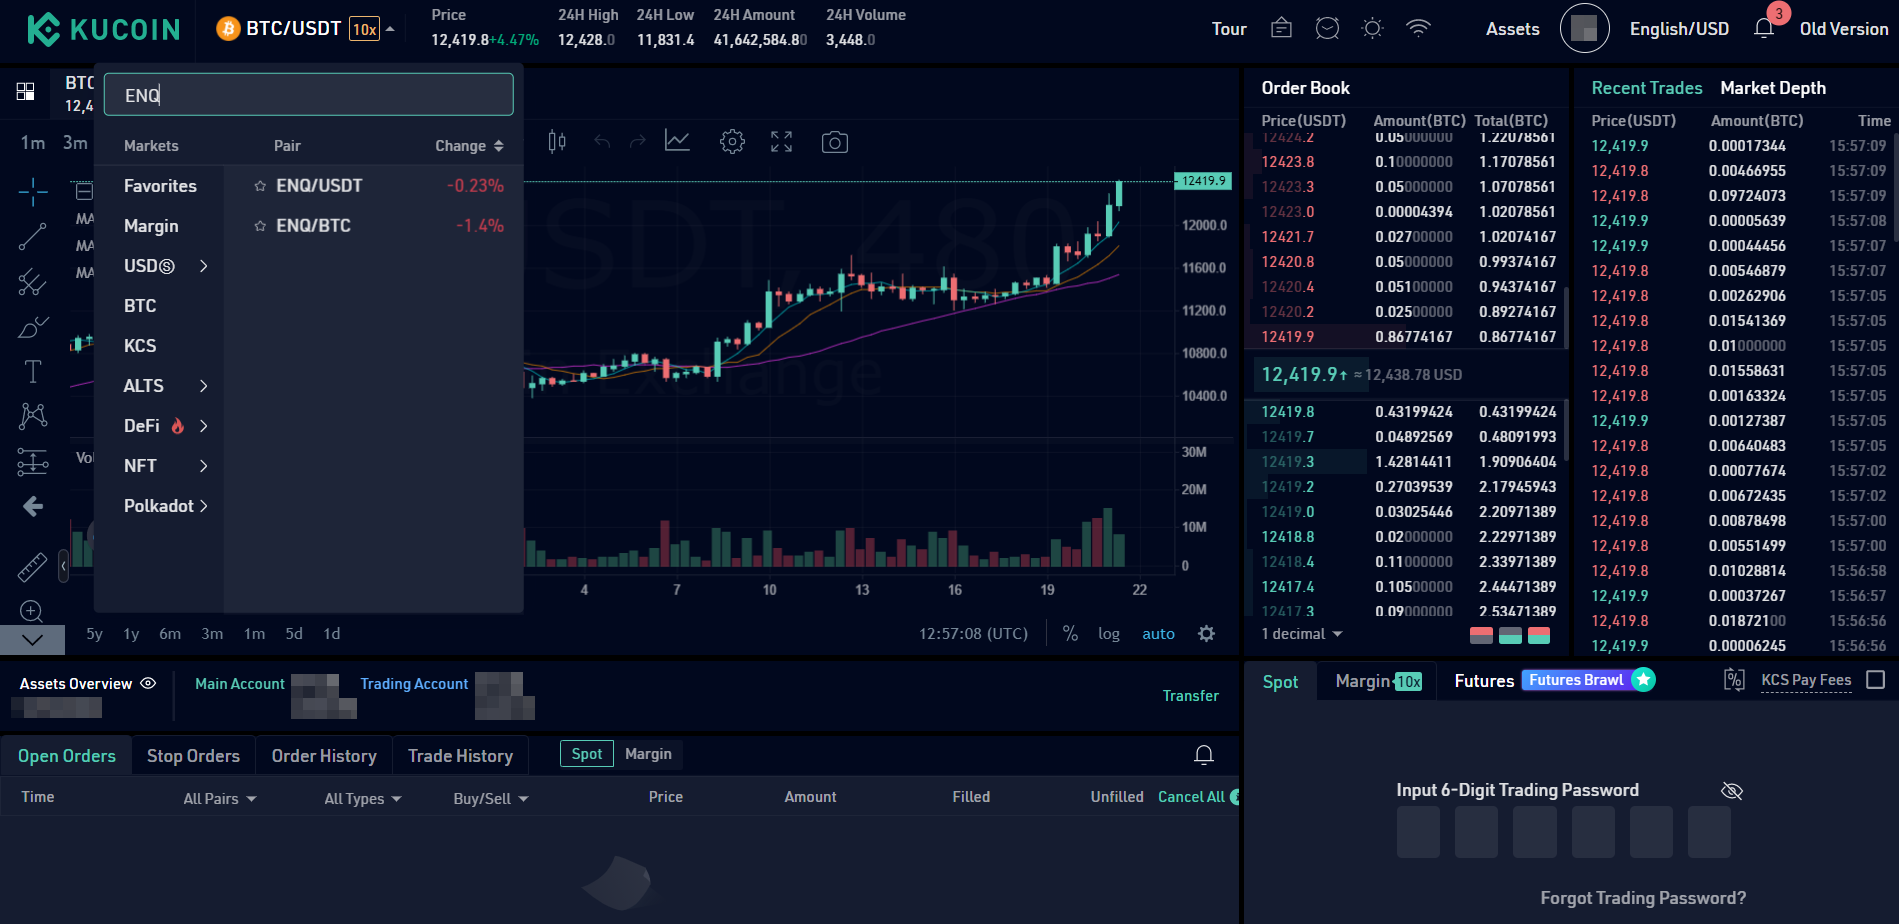 KUCOIN
BTC/USDT 10x
Price
12,419.8 +4.47%
24H High
12,428.0
24H Low
11,831.4
24H Amount
41,642,584.80
24H Volume
3,448.0
Tour
Assets
English/USD
3
Old Version
BTC
12,4
ENQ
1m 3m
Markets Pair Change
Favorites ENQ/USDT -0.23%
Margin ENQ/BTC -1.4%
USDⓈ
BTC
KCS
ALTS
DeFi
NFT
Polkadot
MA
MA
MA
Vol
12419.9
12000.0
11600.0
11200.0
10800.0
10400.0
30M
20M
10M
0
4 7 10 13 16 19 22
5y 1y 6m 3m 1m 5d 1d
12:57:08 (UTC) % log auto
Order Book
Price(USDT) Amount(BTC) Total(BTC)
12424.2 0.05000000 1.22078561
12423.8 0.10000000 1.17078561
12423.3 0.05000000 1.07078561
12423.0 0.00004394 1.02078561
12421.7 0.02700000 1.02074167
12420.8 0.05000000 0.99374167
12420.4 0.05100000 0.94374167
12420.2 0.02500000 0.89274167
12419.9 0.86774167 0.86774167
12,419.9↑ ≈ 12,438.78 USD
12419.8 0.43199424 0.43199424
12419.7 0.04892569 0.48091993
12419.3 1.42814411 1.90906404
12419.2 0.27039539 2.17945943
12419.0 0.03025446 2.20971389
12418.8 0.02000000 2.22971389
12418.4 0.11000000 2.33971389
12417.4 0.10500000 2.44471389
12417.3 0.09000000 2.53471389
1 decimal
Recent Trades Market Depth
Price(USDT) Amount(BTC) Time
12,419.9 0.00017344 15:57:09
12,419.8 0.00466955 15:57:09
12,419.8 0.09724073 15:57:09
12,419.9 0.00005639 15:57:08
12,419.9 0.00044456 15:57:07
12,419.8 0.00546879 15:57:07
12,419.8 0.00262906 15:57:05
12,419.8 0.01541369 15:57:05
12,419.8 0.01000000 15:57:05
12,419.8 0.01558631 15:57:05
12,419.8 0.00163324 15:57:05
12,419.9 0.00127387 15:57:05
12,419.8 0.00640483 15:57:05
12,419.8 0.00077674 15:57:02
12,419.8 0.00672435 15:57:02
12,419.8 0.00878498 15:57:00
12,419.8 0.00551499 15:57:00
12,419.8 0.01028814 15:56:58
12,419.9 0.00037267 15:56:57
12,419.8 0.01872100 15:56:56
12,419.9 0.00006245 15:56:56
Assets Overview
Main Account
Trading Account
Transfer
Open Orders Stop Orders Order History Trade History Spot Margin
Time All Pairs All Types Buy/Sell Price Amount Filled Unfilled Cancel All
Spot Margin 10x Futures Futures Brawl KCS Pay Fees
Input 6-Digit Trading Password
Forgot Trading Password?